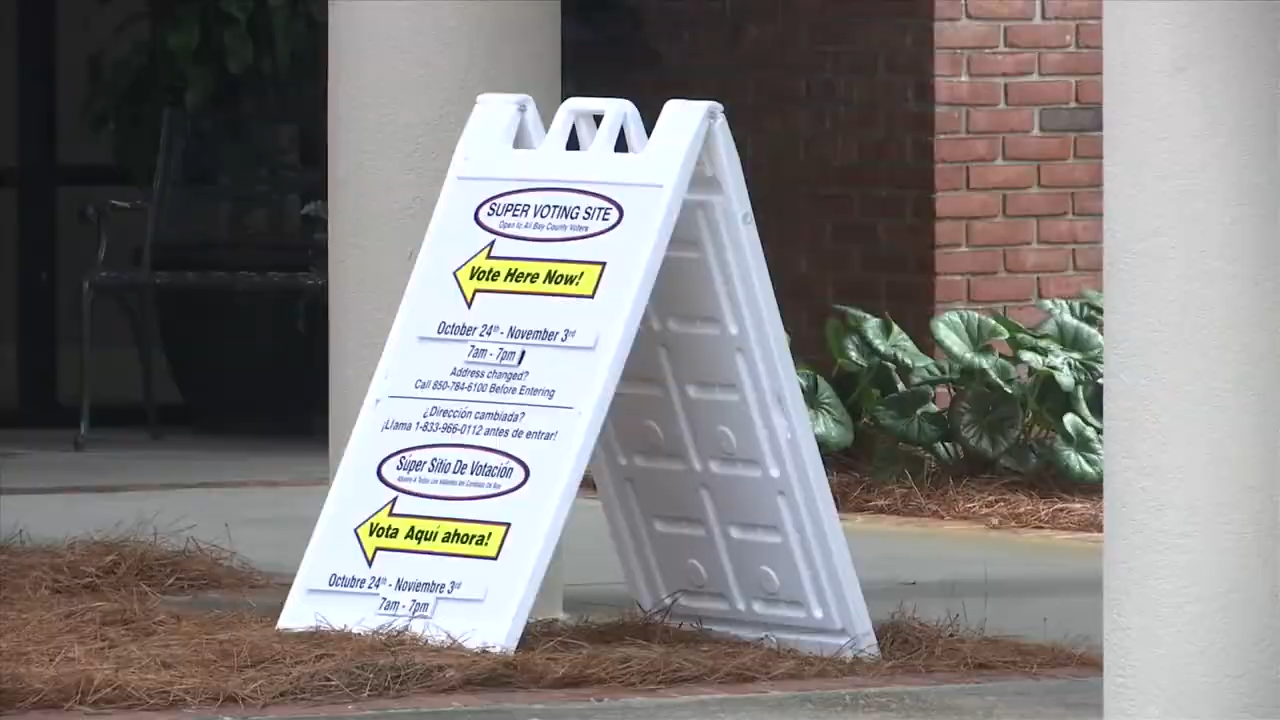 SUPER VOTING SITE
Open to All Bay County Voters
Vote Here Now!
October 24th - November 3rd
7am - 7pm
Address changed?
Call 850-784-6100 Before Entering
¿Dirección cambiada?
¡Llama 1-833-966-0112 antes de entrar!
Súper Sitio De Votación
Vota Aquí ahora!
Octubre 24th - Noviembre 3rd
7am - 7pm